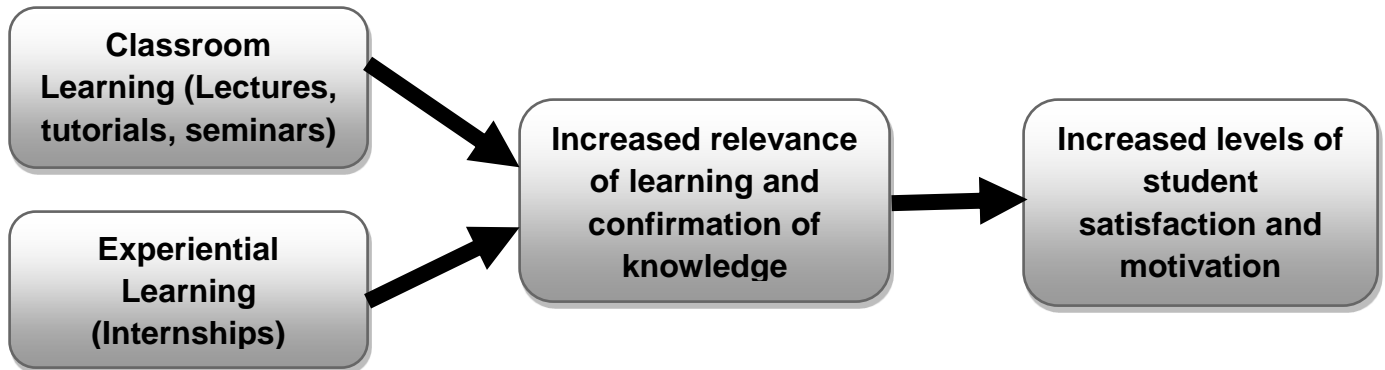 Classroom
Learning (Lectures,
tutorials, seminars)
Experiential
Learning
(Internships)
Increased relevance
of learning and
confirmation of
knowledge
Increased levels of
student
satisfaction and
motivation